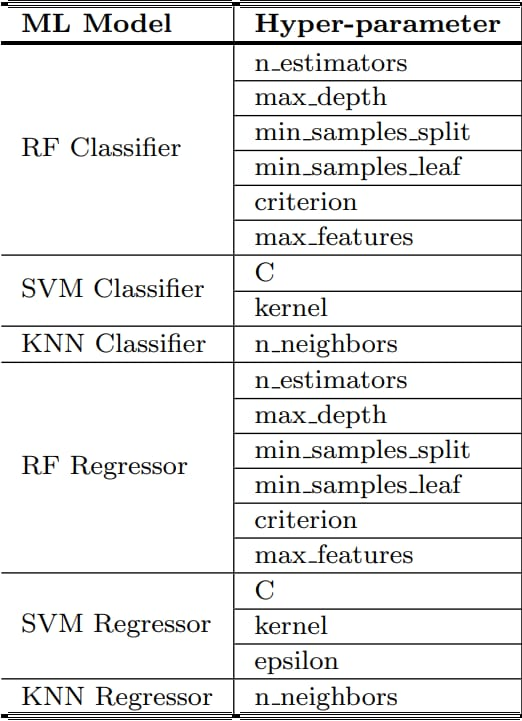 ML Model Hyper-parameter
RF Classifier
n_estimators
max_depth
min_samples_split
min_samples_leaf
criterion
max_features
SVM Classifier
C
kernel
KNN Classifier n_neighbors
RF Regressor
n_estimators
max_depth
min_samples_split
min_samples_leaf
criterion
max_features
SVM Regressor
C
kernel
epsilon
KNN Regressor n_neighbors